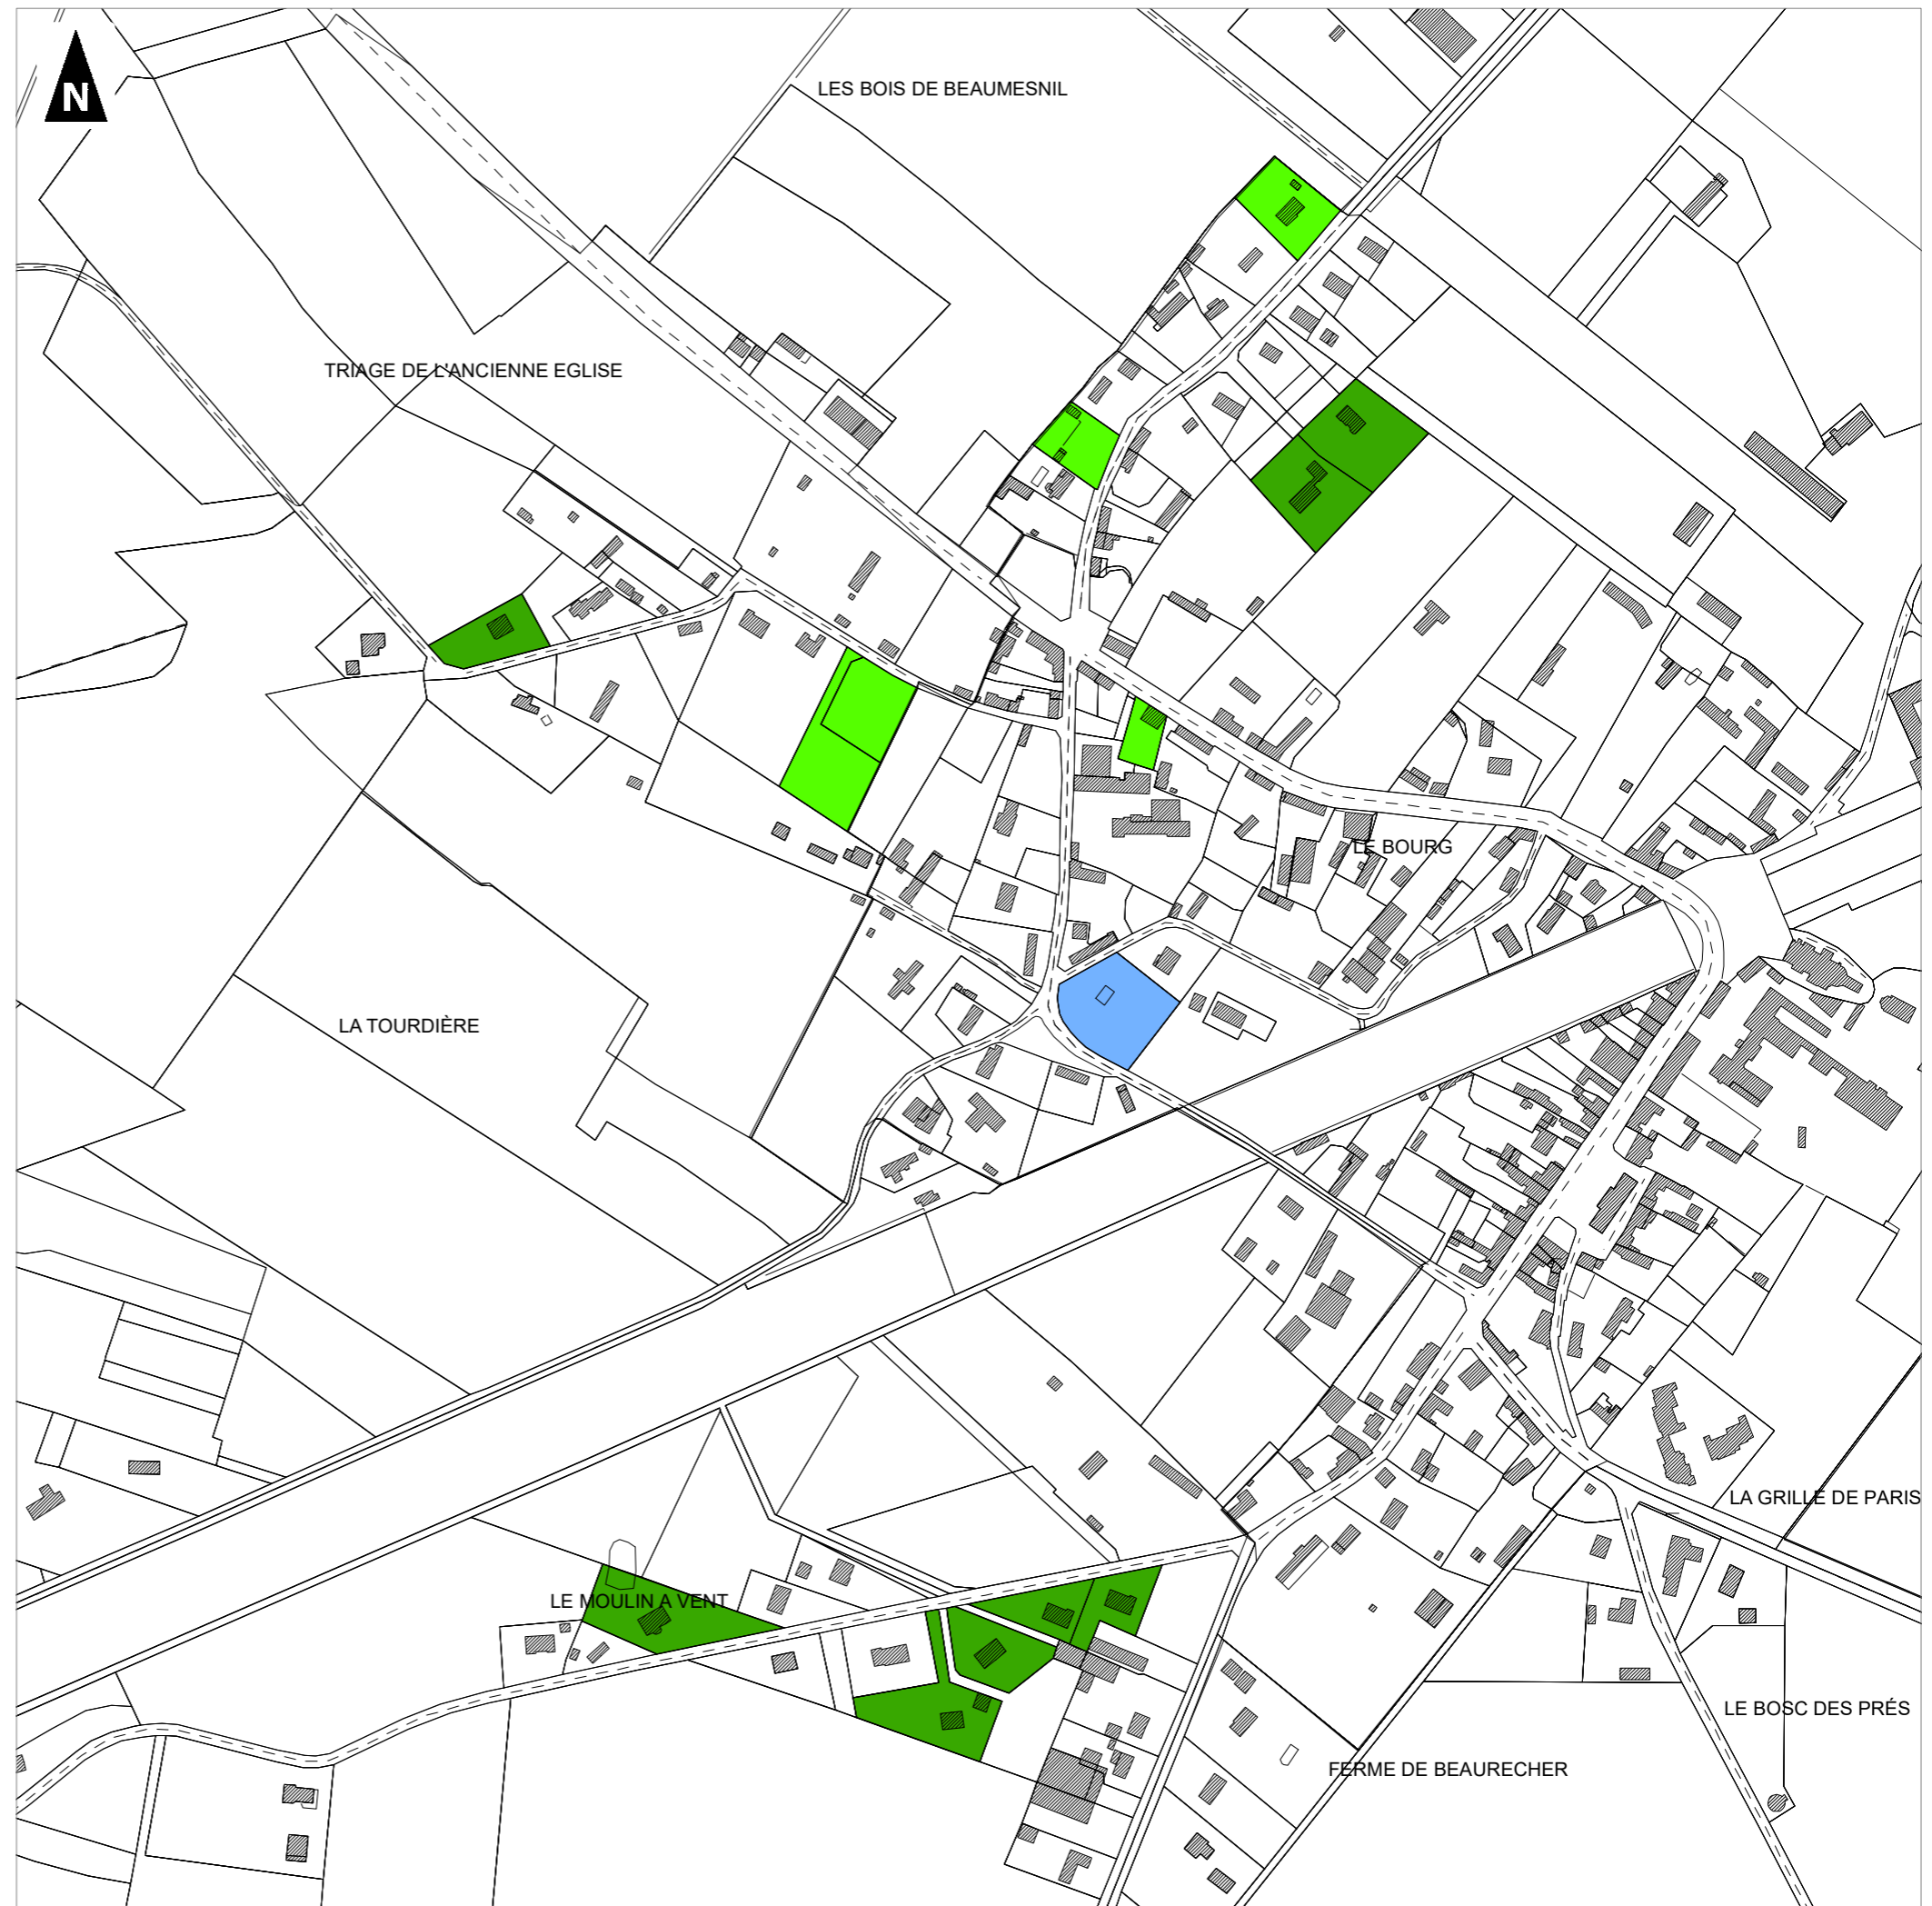 N
LES BOIS DE BEAUMESNIL
TRIAGE DE L'ANCIENNE EGLISE
LE BOURG
LA TOURDIÈRE
LA GRILLE DE PARIS
LE MOULIN A VENT
LE BOSC DES PRÉS
FERME DE BEAURECHER